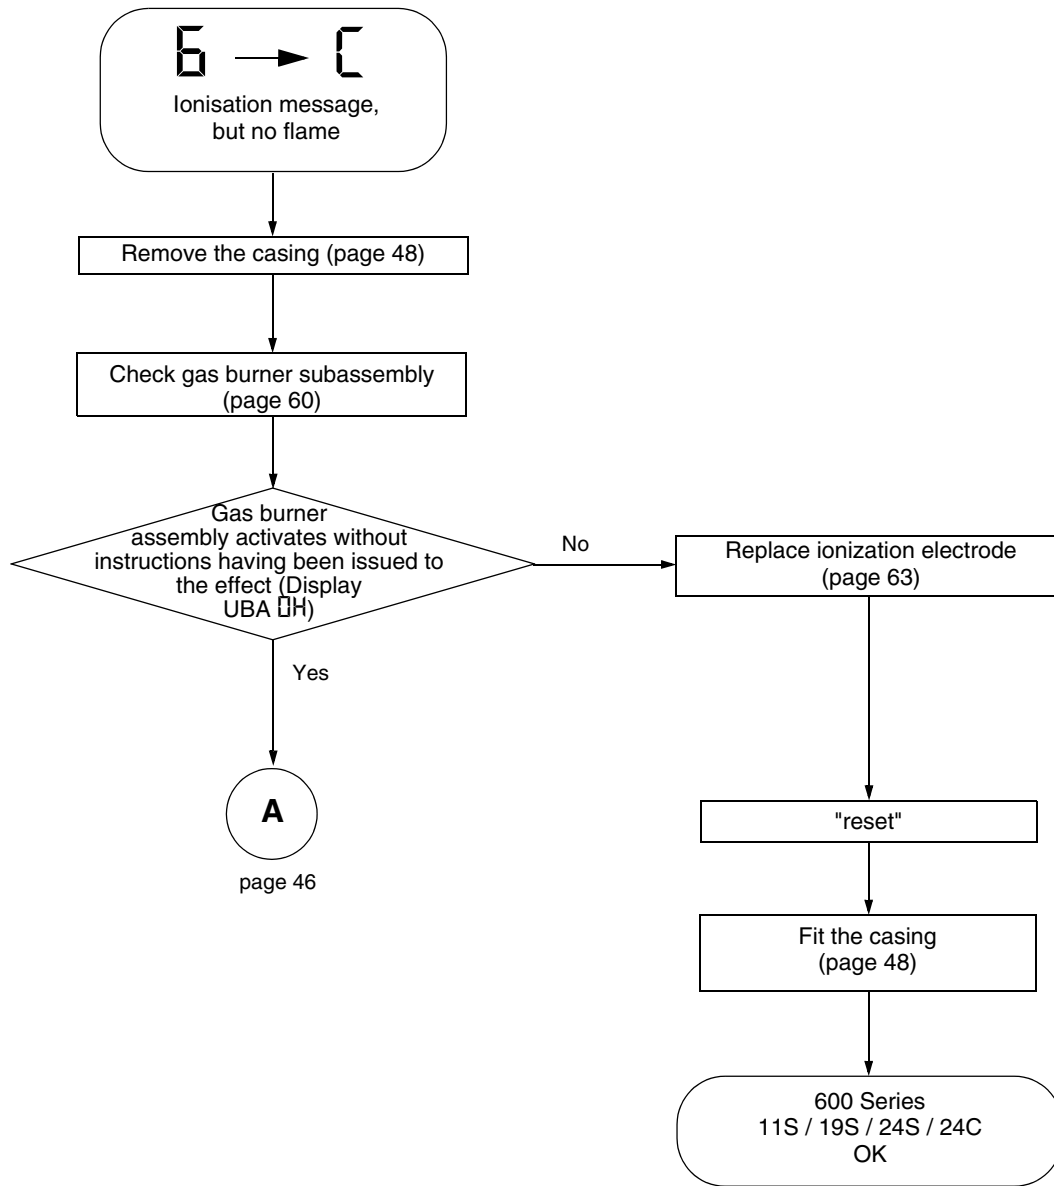 6 C
Ionisation message,
but no flame
Remove the casing (page 48)
Check gas burner subassembly
(page 60)
Gas burner
assembly activates without
instructions having been issued to
the effect (Display
UBA 0H)
No
Replace ionization electrode
(page 63)
Yes
A
page 46
"reset"
Fit the casing
(page 48)
600 Series
11S / 19S / 24S / 24C
OK